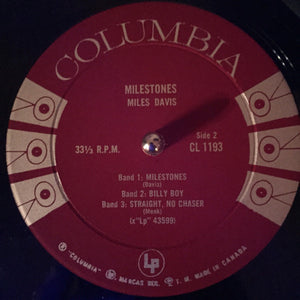 COLUMBIA
MILESTONES
MILES DAVIS
Side 2
33⅓ R.P.M.
CL 1193
Band 1: MILESTONES
(Davis)
Band 2: BILLY BOY
Band 3: STRAIGHT, NO CHASER
(Monk)
(x"Lp" 43599)
Lp
"COLUMBIA" T. M. MADE IN CANADA